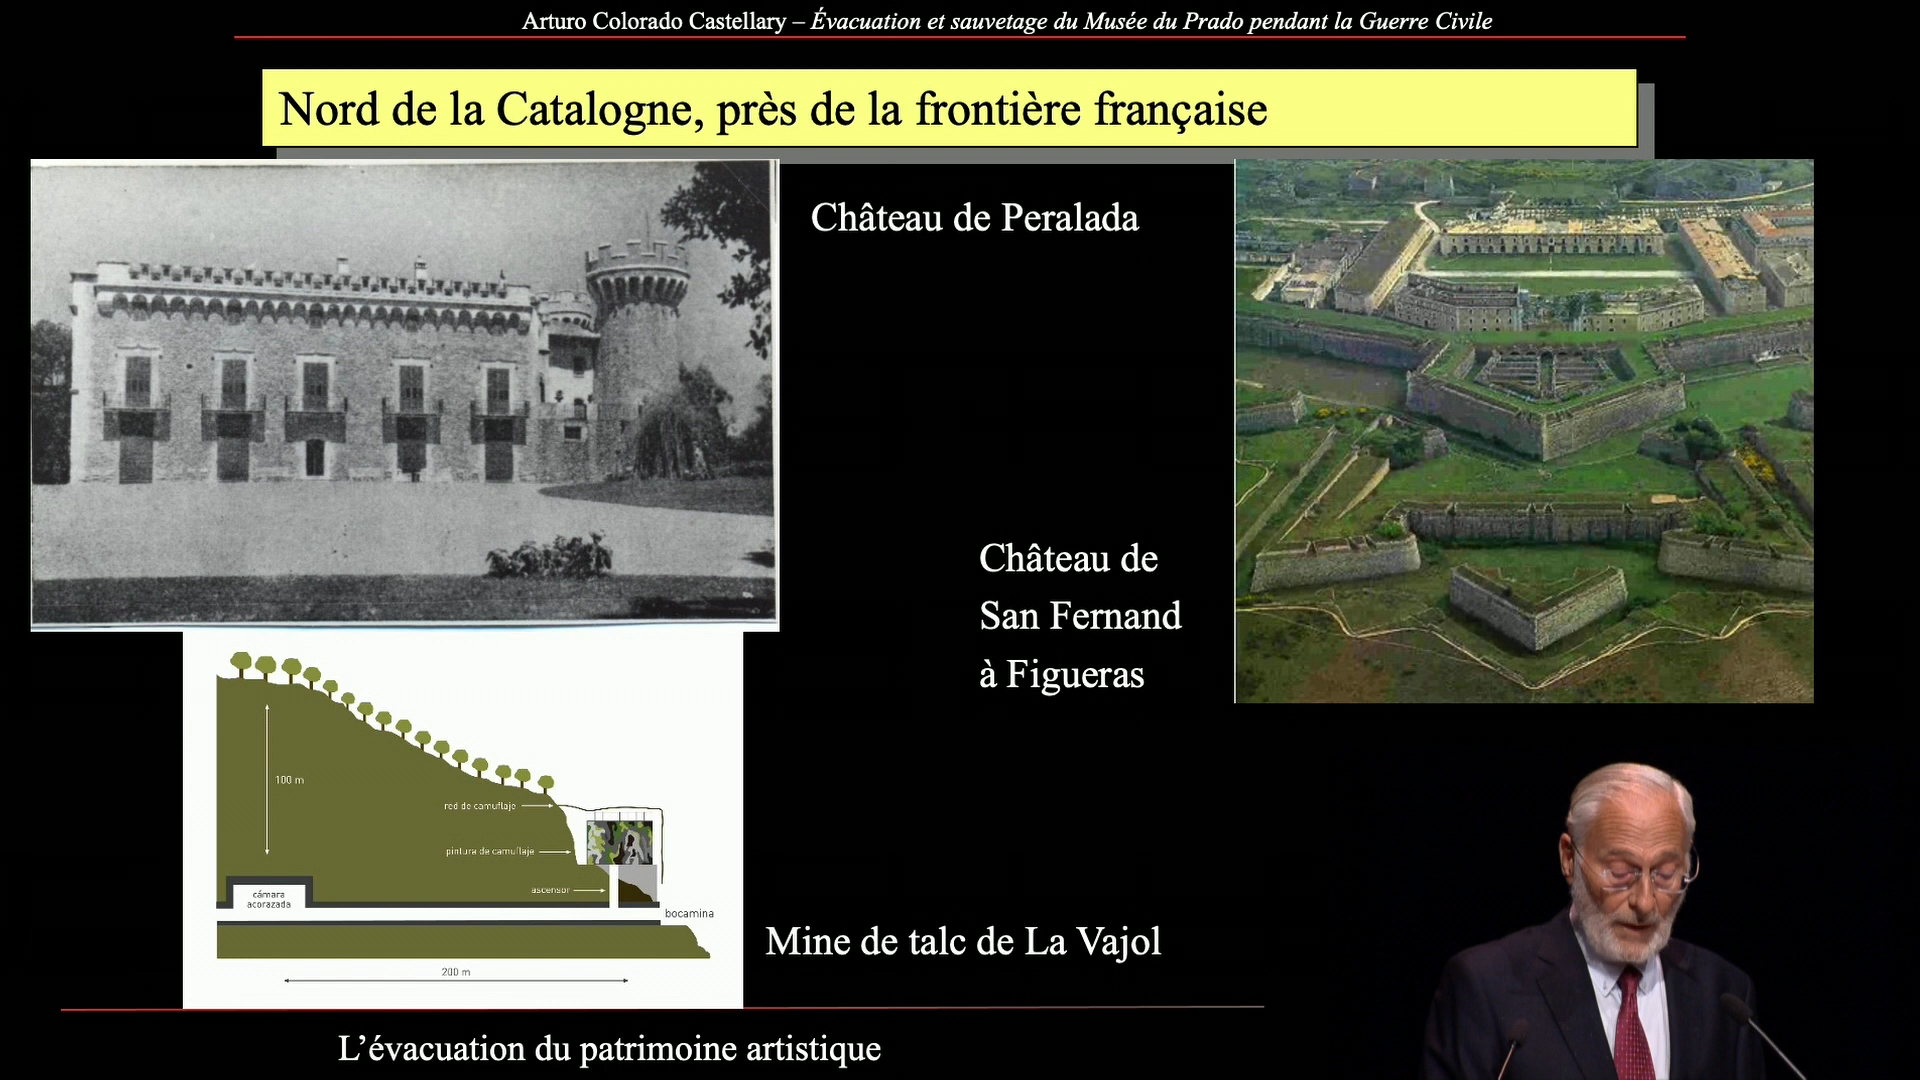 Arturo Colorado Castellary – Évacuation et sauvetage du Musée du Prado pendant la Guerre Civile
Nord de la Catalogne, près de la frontière française
Château de Peralada
Château de
San Fernand
à Figueras
100 m
red de camuflaje
pintura de camuflaje
ascensor
cámara
acorazada
bocamina
200 m
Mine de talc de La Vajol
L’évacuation du patrimoine artistique